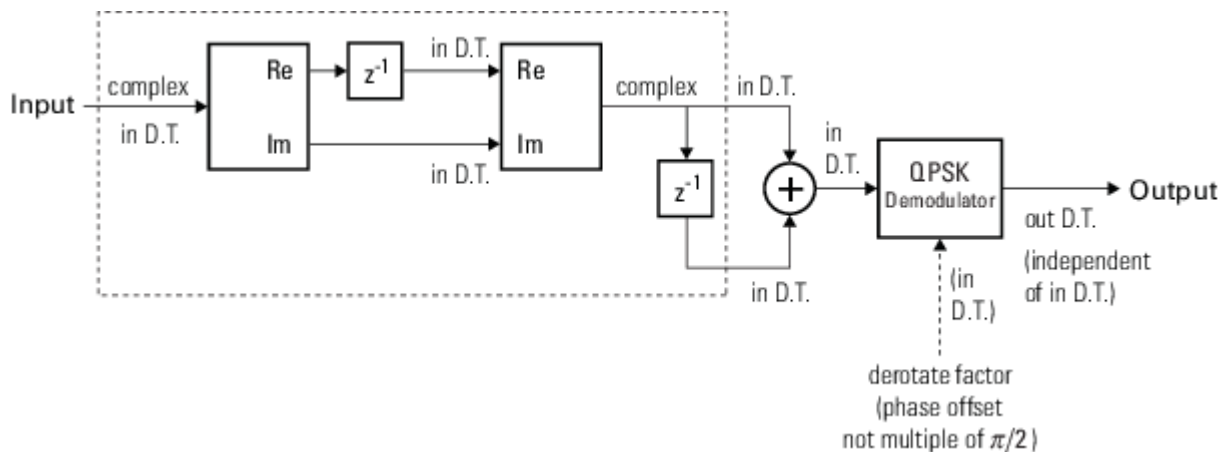 Input
complex
in D.T.
Re
Im
z⁻¹
in D.T.
in D.T.
Re
Im
complex
z⁻¹
in D.T.
in D.T.
+
in
D.T.
QPSK
Demodulator
Output
out D.T.
(independent
of in D.T.)
(in
D.T.)
derotate factor
(phase offset
not multiple of π/2)